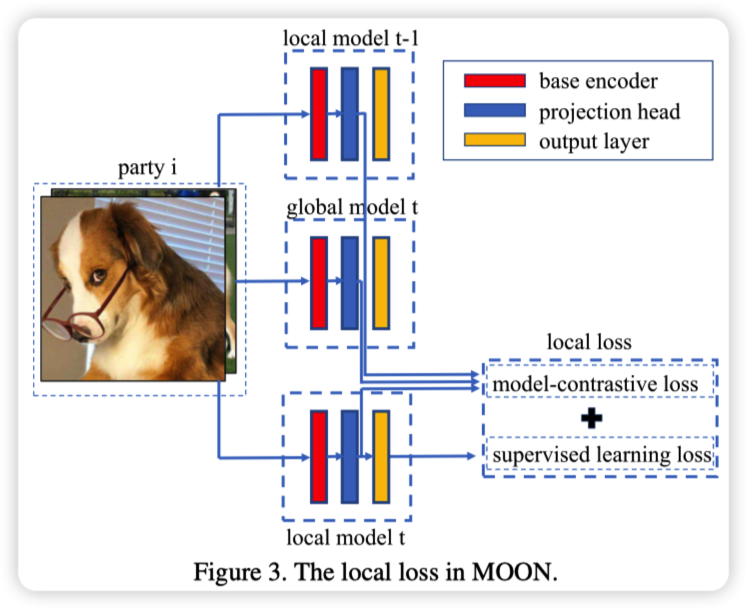 local model t-1
base encoder
projection head
output layer
party i
global model t
local loss
model-contrastive loss
supervised learning loss
local model t
Figure 3. The local loss in MOON.